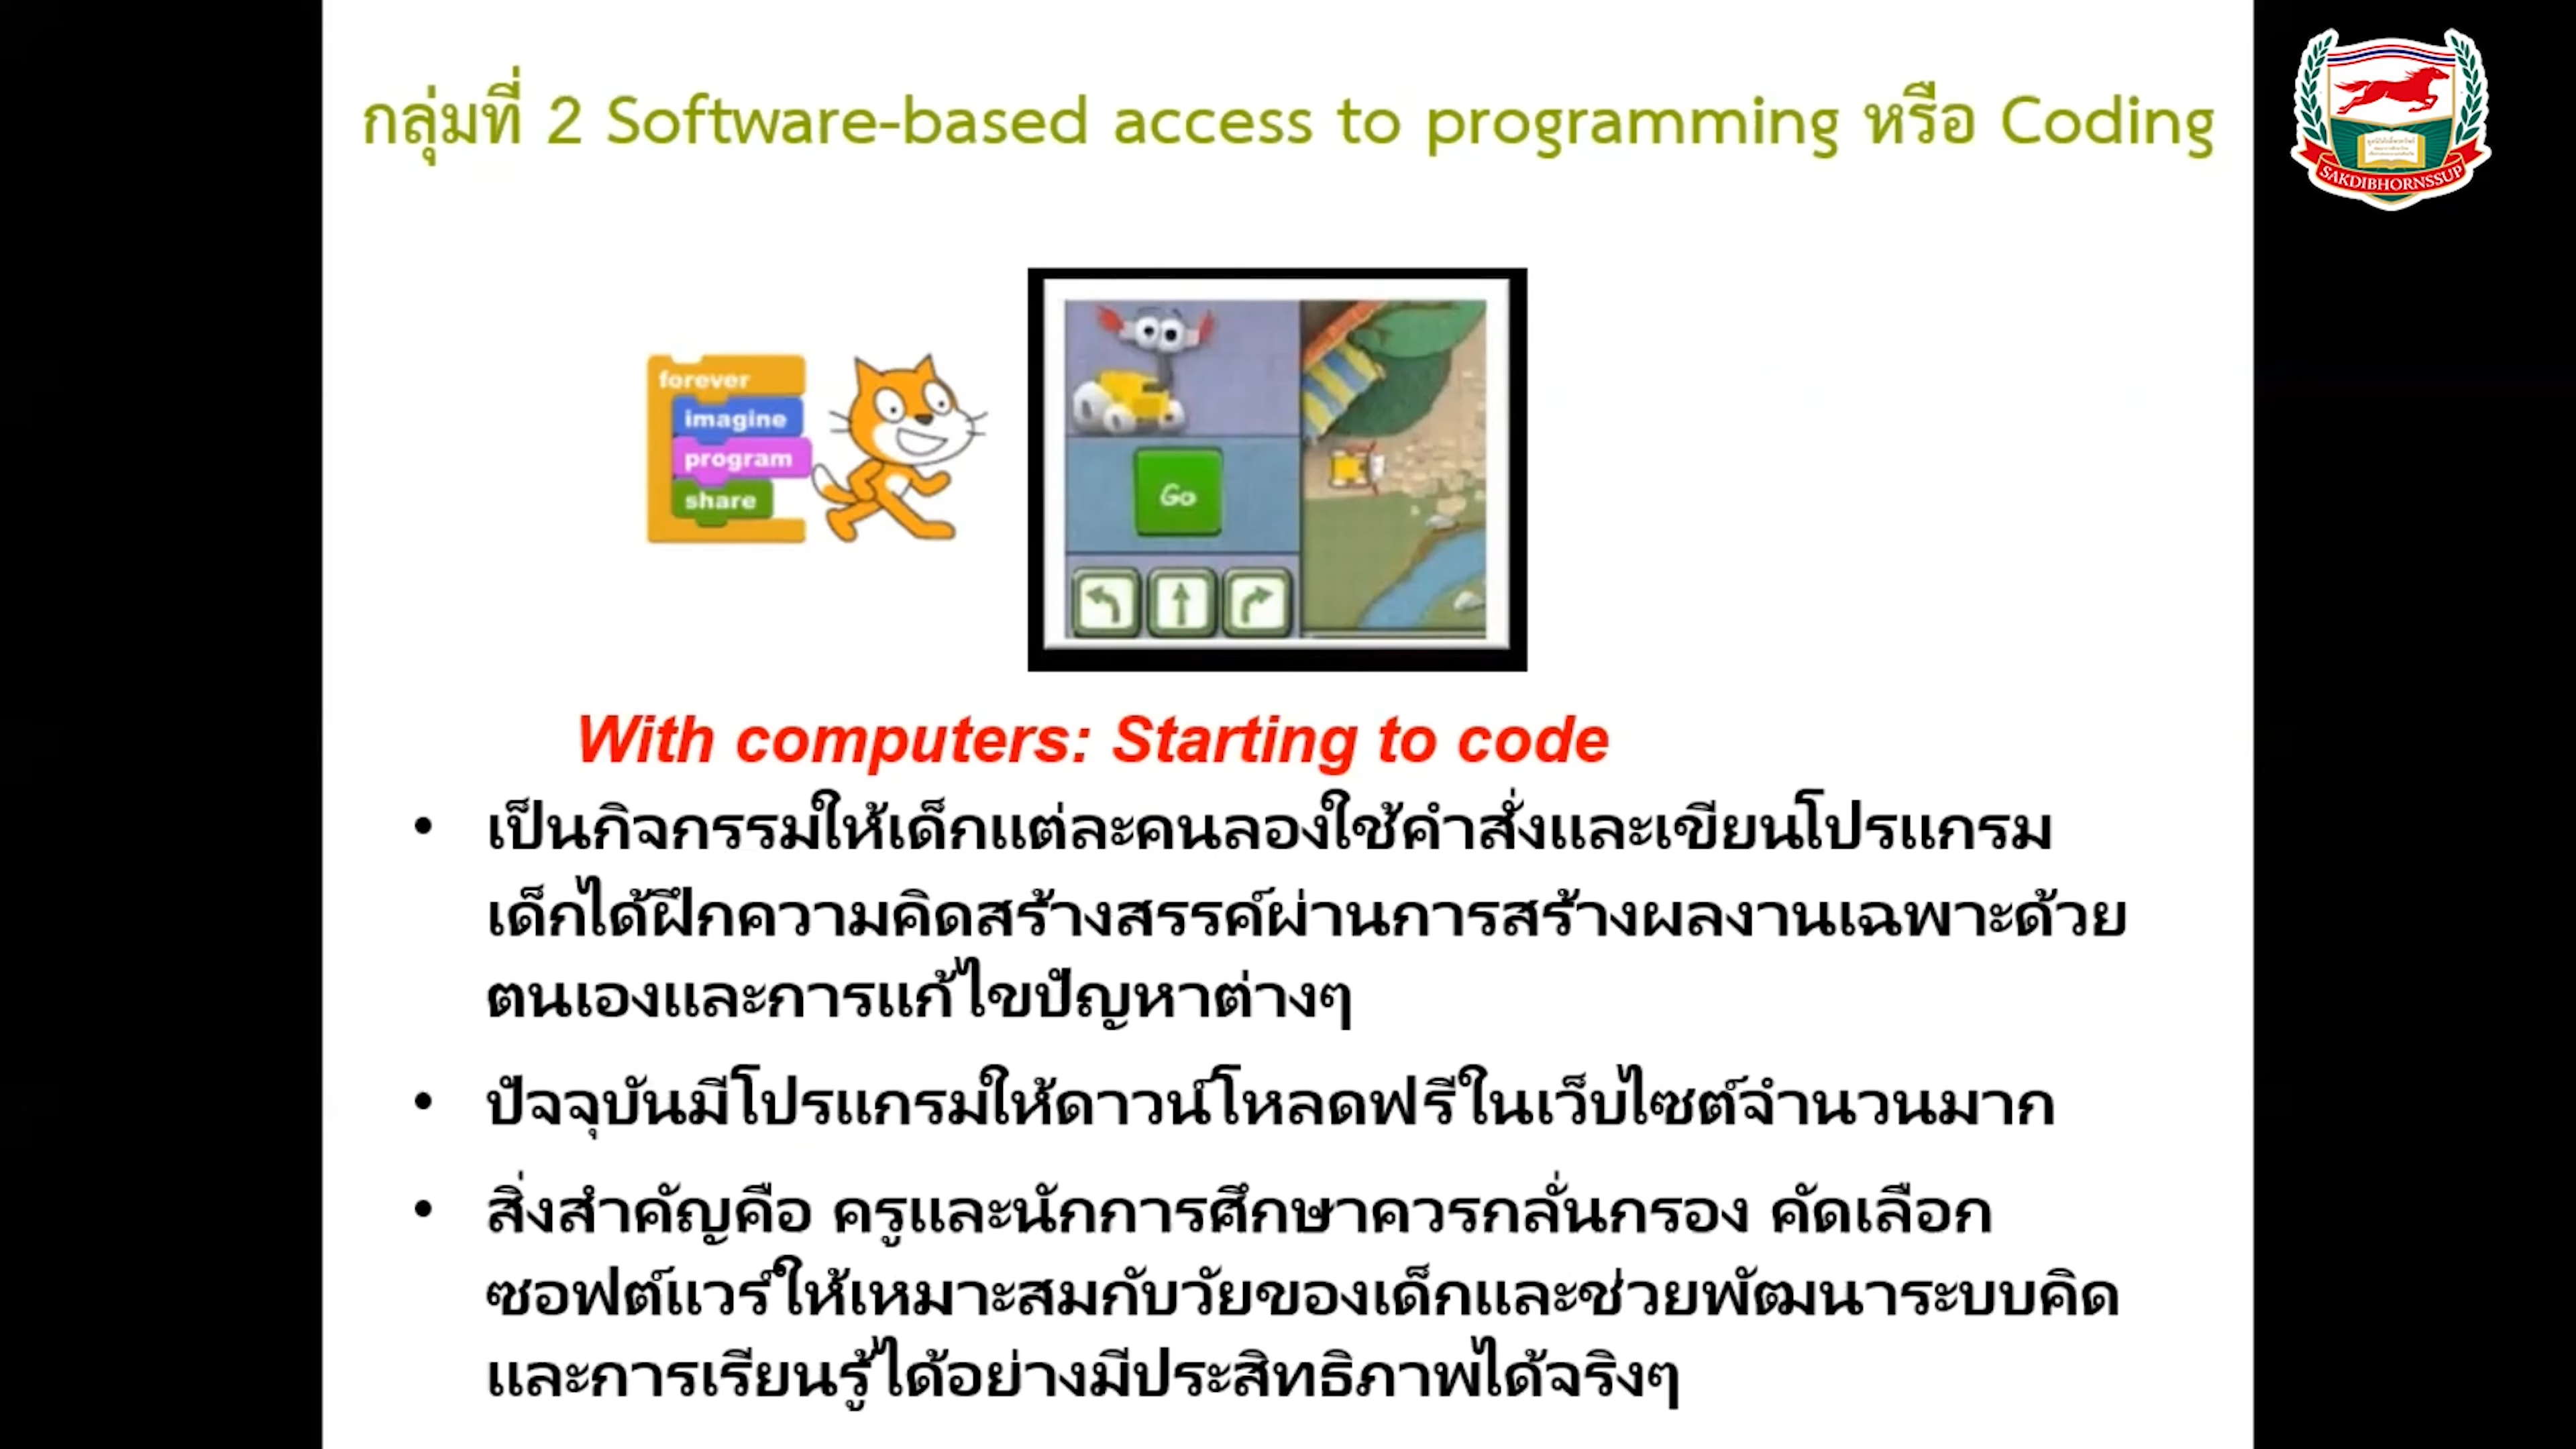 กลุ่มที่ 2 Software-based access to programming หรือ Coding
SAKDIBHORNSSUP
forever
imagine
program
share
Go
With computers: Starting to code
• เป็นกิจกรรมให้เด็กแต่ละคนลองใช้คำสั่งและเขียนโปรแกรม
เด็กได้ฝึกความคิดสร้างสรรค์ผ่านการสร้างผลงานเฉพาะด้วย
ตนเองและการแก้ไขปัญหาต่างๆ
• ปัจจุบันมีโปรแกรมให้ดาวน์โหลดฟรีในเว็บไซต์จำนวนมาก
• สิ่งสำคัญคือ ครูและนักการศึกษาควรกลั่นกรอง คัดเลือก
ซอฟต์แวร์ให้เหมาะสมกับวัยของเด็กและช่วยพัฒนาระบบคิด
และการเรียนรู้ได้อย่างมีประสิทธิภาพได้จริงๆ